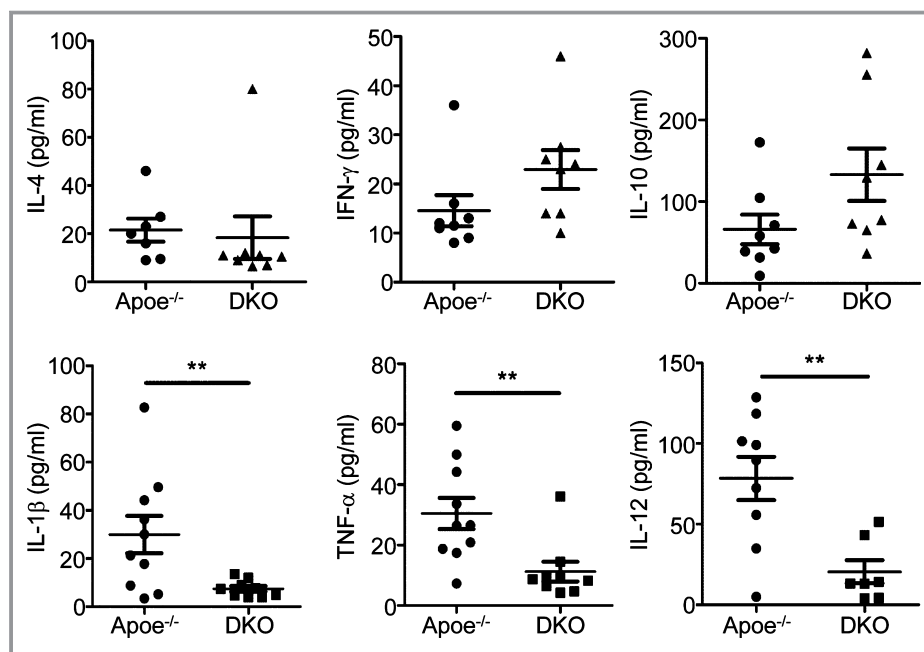 IL-4 (pg/ml)
100
80
60
40
20
0
Apoe-/-
DKO
IFN-γ (pg/ml)
50
40
30
20
10
0
Apoe-/-
DKO
IL-10 (pg/ml)
300
200
100
0
Apoe-/-
DKO
IL-1β (pg/ml)
100
80
60
40
20
0
**
Apoe-/-
DKO
TNF-α (pg/ml)
80
60
40
20
0
**
Apoe-/-
DKO
IL-12 (pg/ml)
150
100
50
0
**
Apoe-/-
DKO